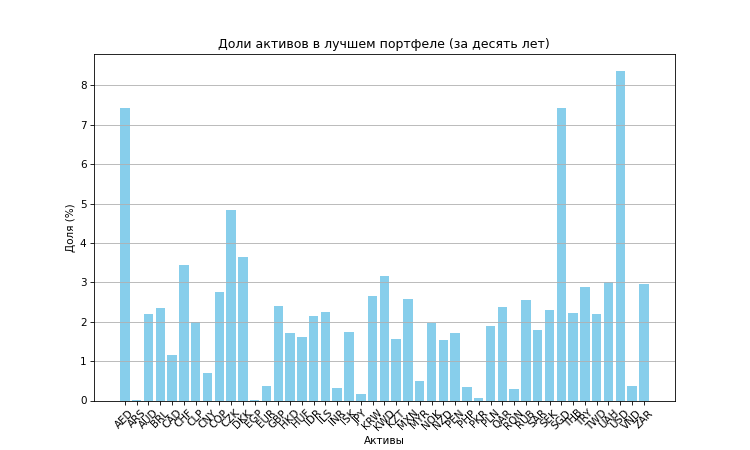 Доли активов в лучшем портфеле (за десять лет)
8
7
6
5
4
3
2
1
0
Доля (%)
AED ARS AUD BRL CAD CHF CLP CNY COP CZK DKK EGP EUR GBP HKD HUF IDR ILS INR ISK JPY KRW KWD KZT MXN MYR NOK NZD PEN PHP PKR PLN QAR RON RUB SAR SEK SGD THB TRY TWD UAH USD VND ZAR
Активы